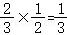 2/3 × 1/2 = 1/3